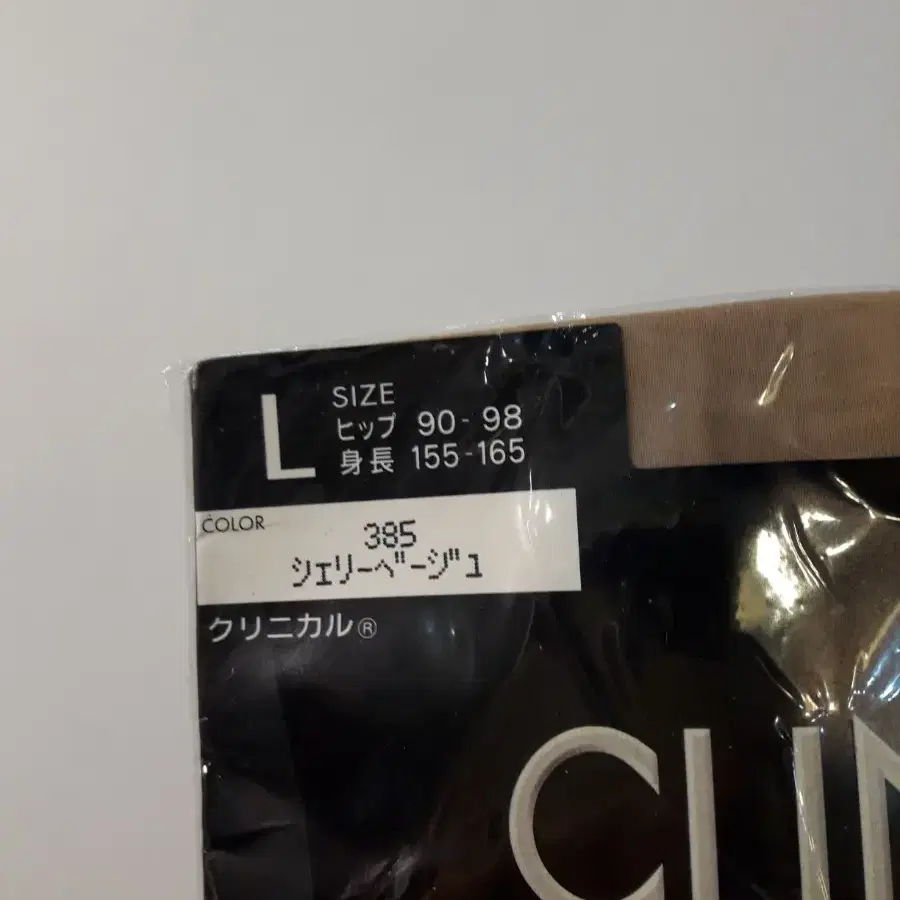 L
SIZE
ヒップ 90-98
身長 155-165
COLOR
385
シェリーベージュ
クリニカル®
CLIN